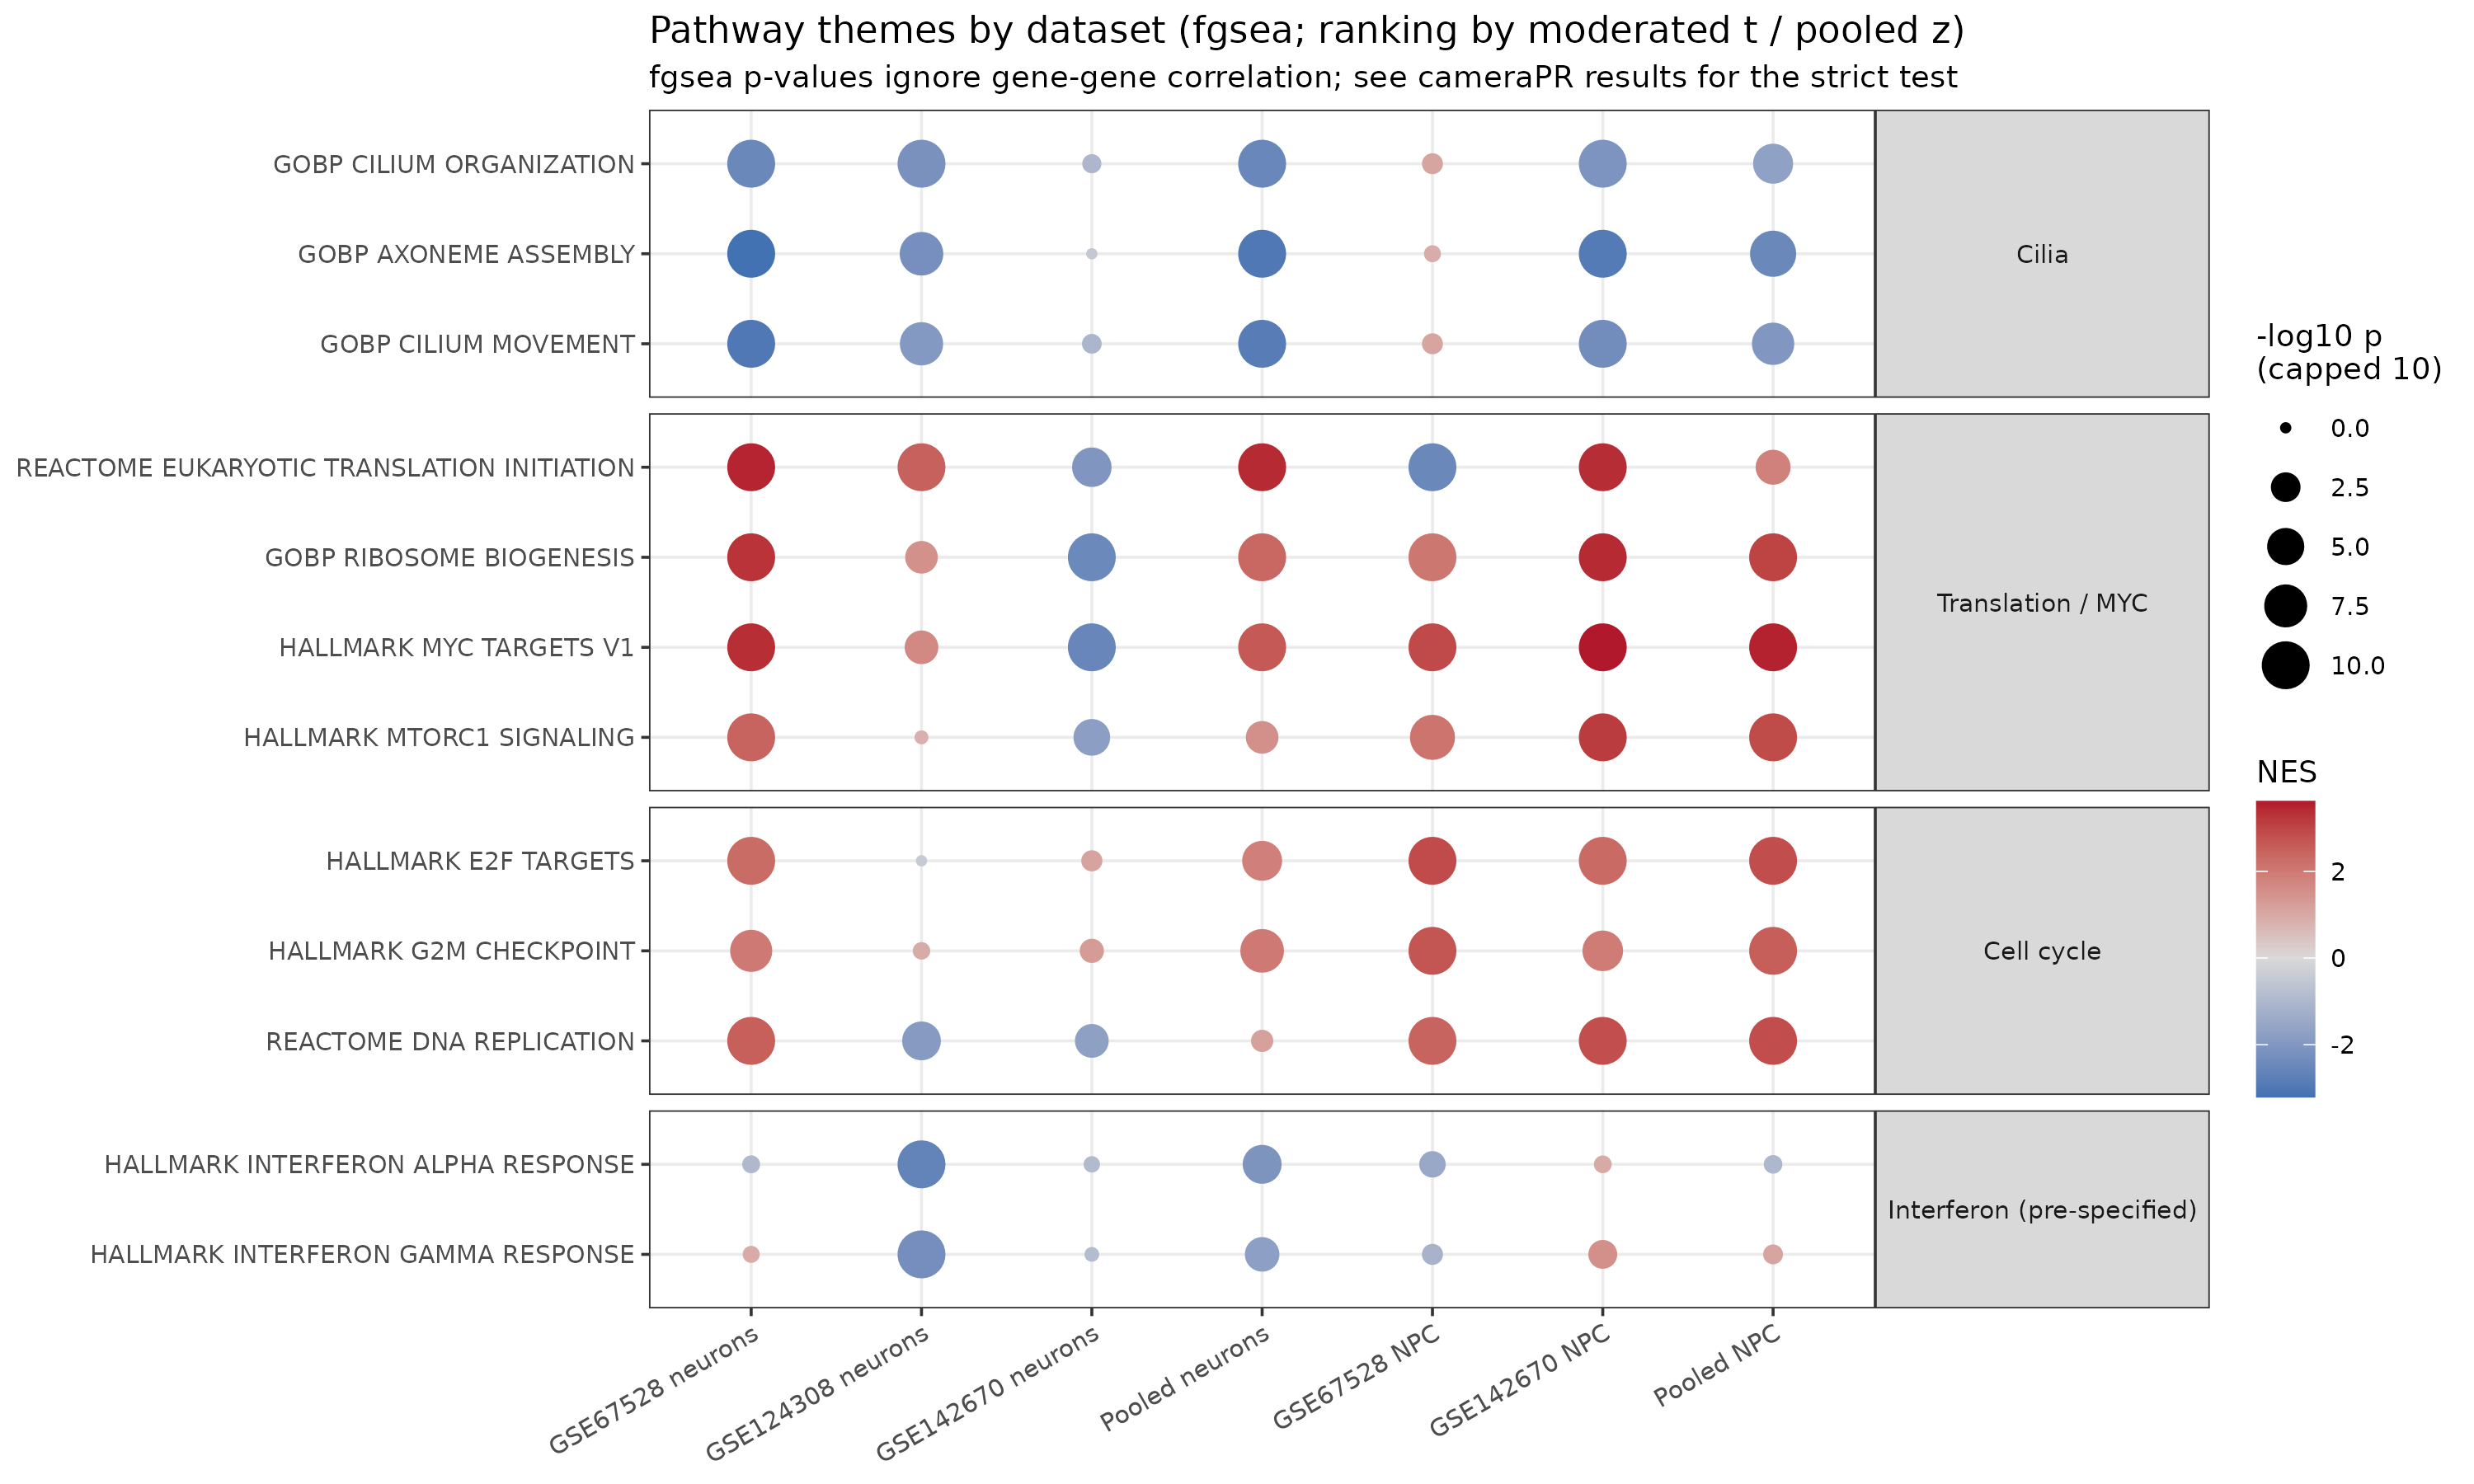 Pathway themes by dataset (fgsea; ranking by moderated t / pooled z)
fgsea p-values ignore gene-gene correlation; see cameraPR results for the strict test
GOBP CILIUM ORGANIZATION
GOBP AXONEME ASSEMBLY
GOBP CILIUM MOVEMENT
Cilia
REACTOME EUKARYOTIC TRANSLATION INITIATION
GOBP RIBOSOME BIOGENESIS
HALLMARK MYC TARGETS V1
HALLMARK MTORC1 SIGNALING
Translation / MYC
HALLMARK E2F TARGETS
HALLMARK G2M CHECKPOINT
REACTOME DNA REPLICATION
Cell cycle
HALLMARK INTERFERON ALPHA RESPONSE
HALLMARK INTERFERON GAMMA RESPONSE
Interferon (pre-specified)
GSE67528 neurons
GSE124308 neurons
GSE142670 neurons
Pooled neurons
GSE67528 NPC
GSE142670 NPC
Pooled NPC
-log10 p
(capped 10)
0.0
2.5
5.0
7.5
10.0
NES
2
0
-2